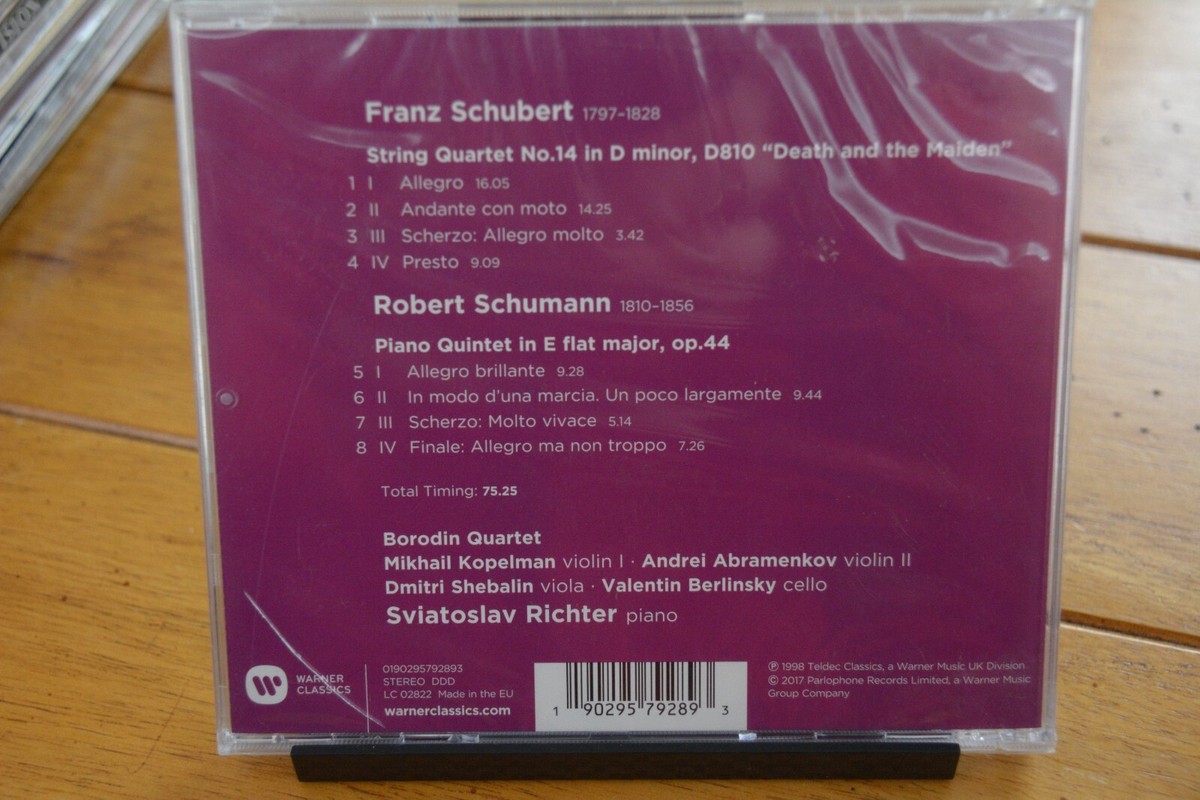 Franz Schubert 1797-1828
String Quartet No.14 in D minor, D810 “Death and the Maiden”
1 I Allegro 16.05
2 II Andante con moto 14.25
3 III Scherzo: Allegro molto 3.42
4 IV Presto 9.09
Robert Schumann 1810-1856
Piano Quintet in E flat major, op.44
5 I Allegro brillante 9.28
6 II In modo d'una marcia. Un poco largamente 9.44
7 III Scherzo: Molto vivace 5.14
8 IV Finale: Allegro ma non troppo 7.26
Total Timing: 75.25
Borodin Quartet
Mikhail Kopelman violin I · Andrei Abramenkov violin II
Dmitri Shebalin viola · Valentin Berlinsky cello
Sviatoslav Richter piano
WARNER
CLASSICS
0190295792893
STEREO DDD
LC 02822 Made in the EU
warnerclassics.com
1 90295 79289 3
℗ 1998 Teldec Classics, a Warner Music UK Division
© 2017 Parlophone Records Limited, a Warner Music
Group Company